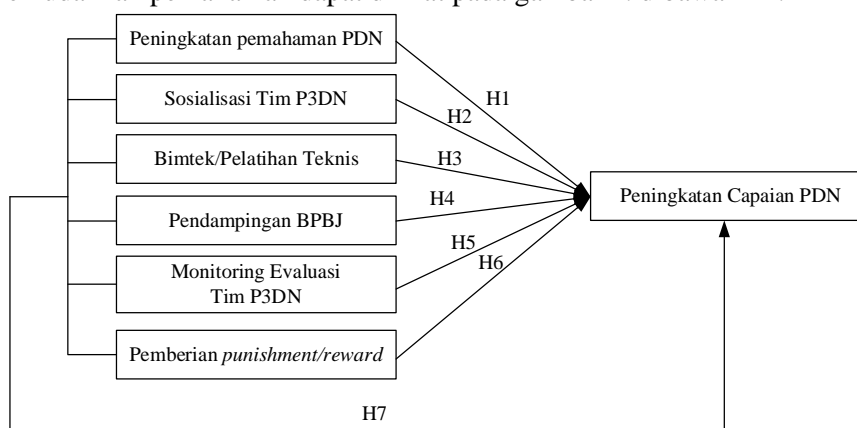 Peningkatan pemahaman PDN
H1
Sosialisasi Tim P3DN
H2
Bimtek/Pelatihan Teknis
H3
Peningkatan Capaian PDN
Pendampingan BPBJ
H4
H5
Monitoring Evaluasi
Tim P3DN
H6
Pemberian punishment/reward
H7